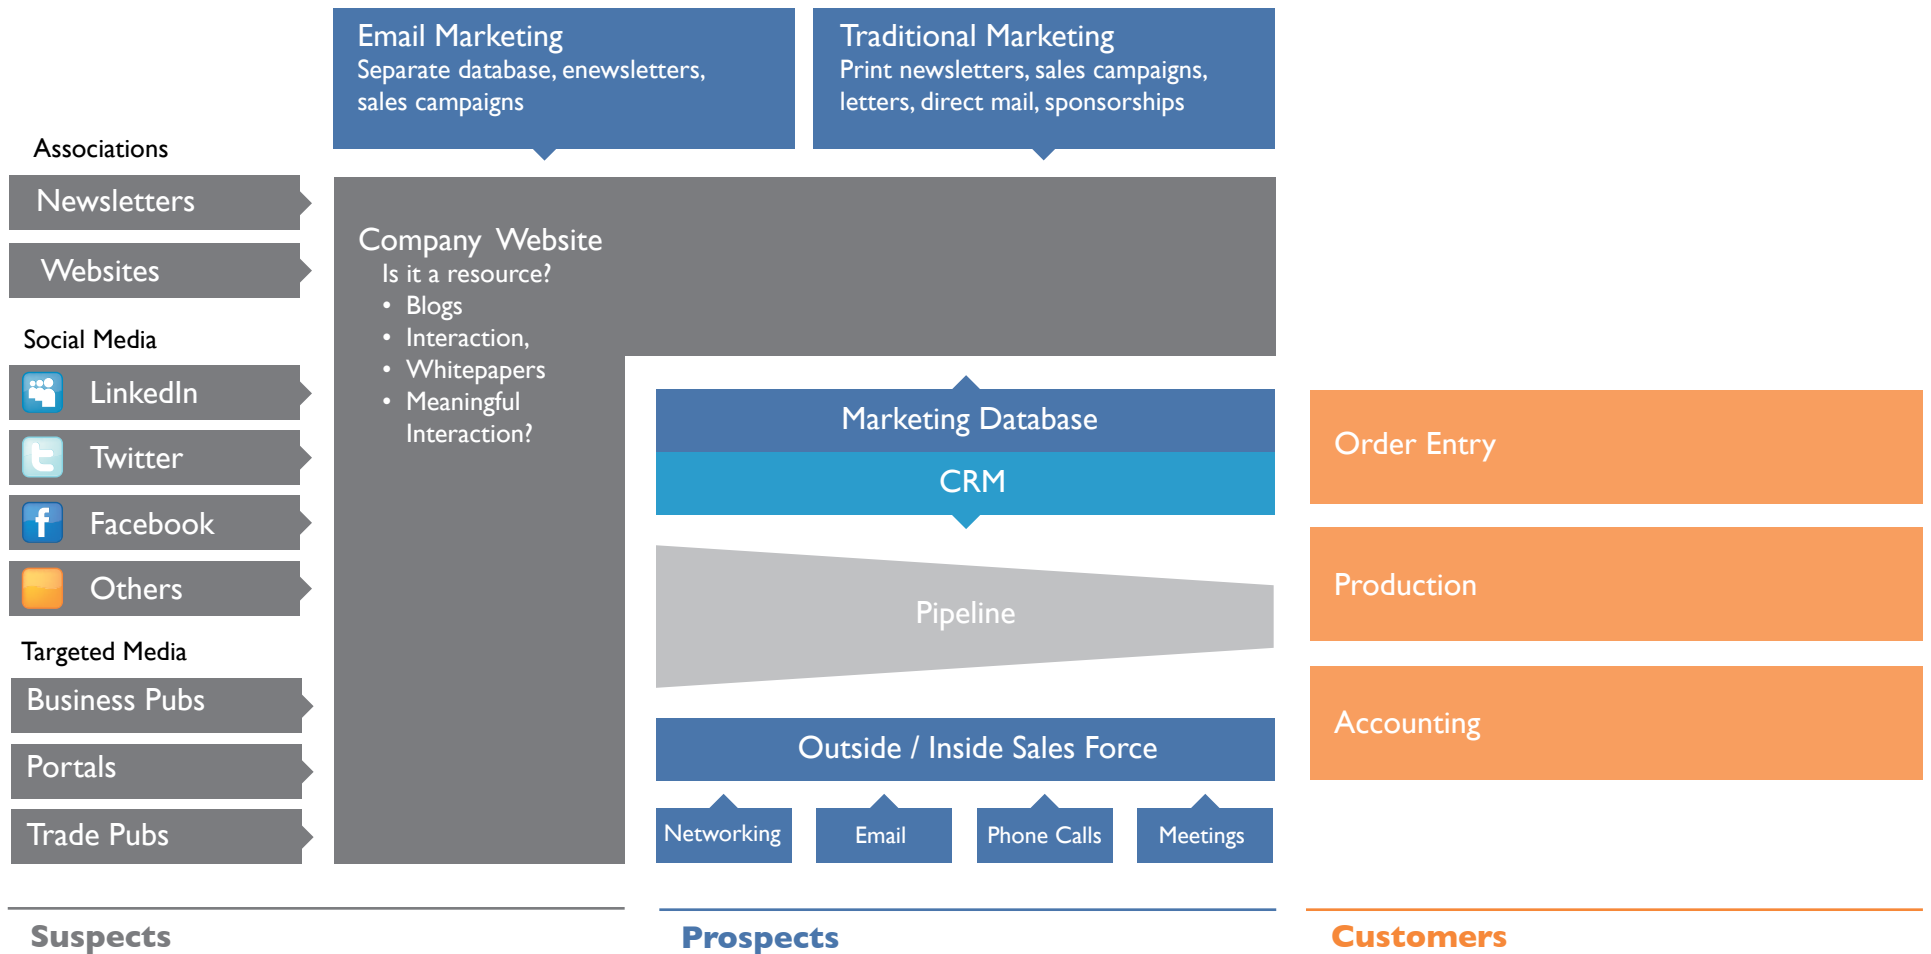 Email Marketing
Separate database, enewsletters,
sales campaigns
Traditional Marketing
Print newsletters, sales campaigns,
letters, direct mail, sponsorships
Associations
Newsletters
Websites
Social Media
LinkedIn
Twitter
Facebook
Others
Targeted Media
Business Pubs
Portals
Trade Pubs
Company Website
Is it a resource?
• Blogs
• Interaction,
• Whitepapers
• Meaningful
Interaction?
Marketing Database
CRM
Pipeline
Outside / Inside Sales Force
Networking
Email
Phone Calls
Meetings
Order Entry
Production
Accounting
Suspects
Prospects
Customers